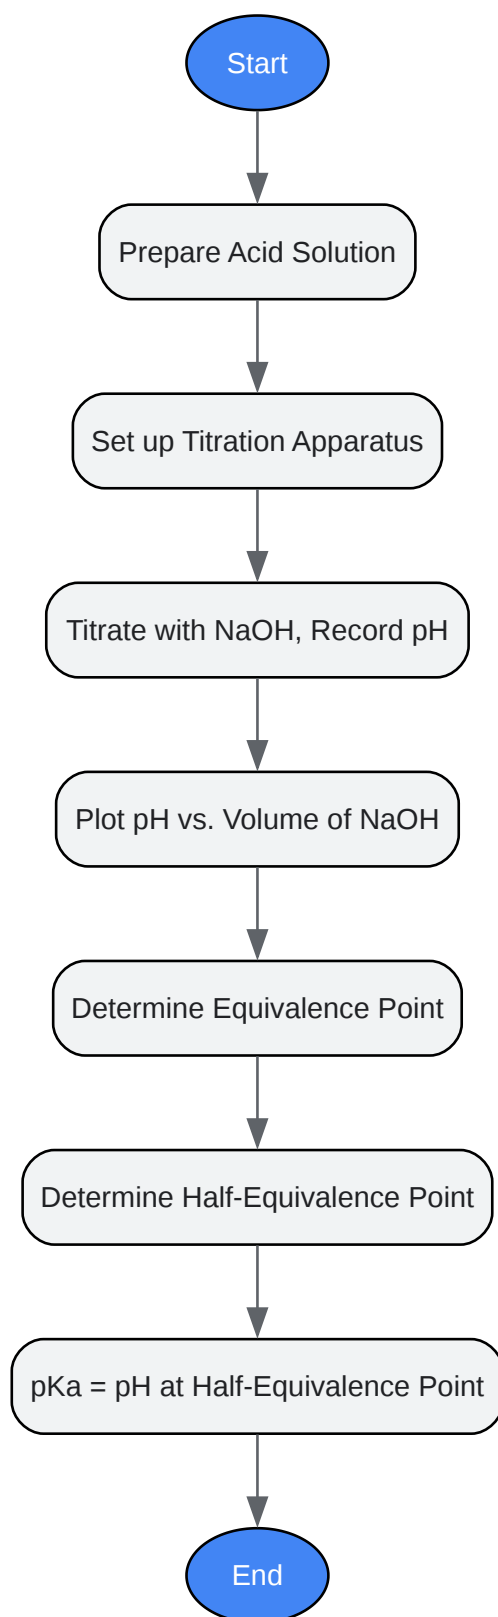 Start
Prepare Acid Solution
Set up Titration Apparatus
Titrate with NaOH, Record pH
Plot pH vs. Volume of NaOH
Determine Equivalence Point
Determine Half-Equivalence Point
pKa = pH at Half-Equivalence Point
End